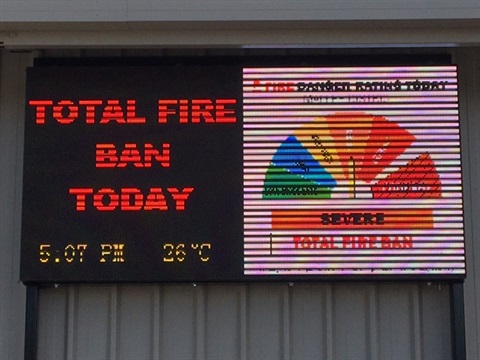 TOTAL FIRE
BAN
TODAY
5:07 PM 26°C
FIRE DANGER RATING TODAY
SEVERE
TOTAL FIRE BAN